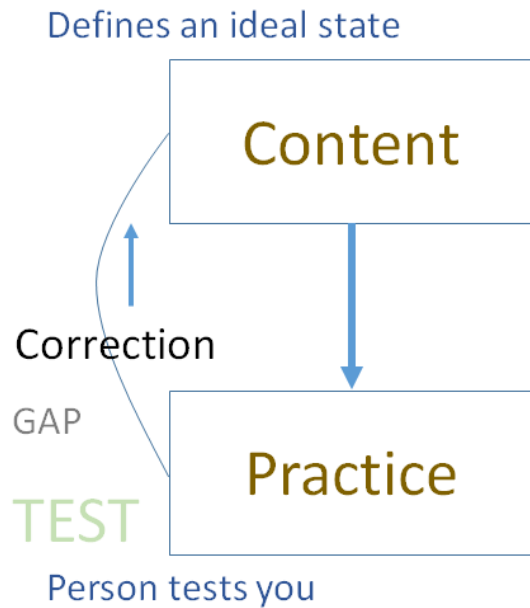 Defines an ideal state
Content
Correction
GAP
Practice
TEST
Person tests you